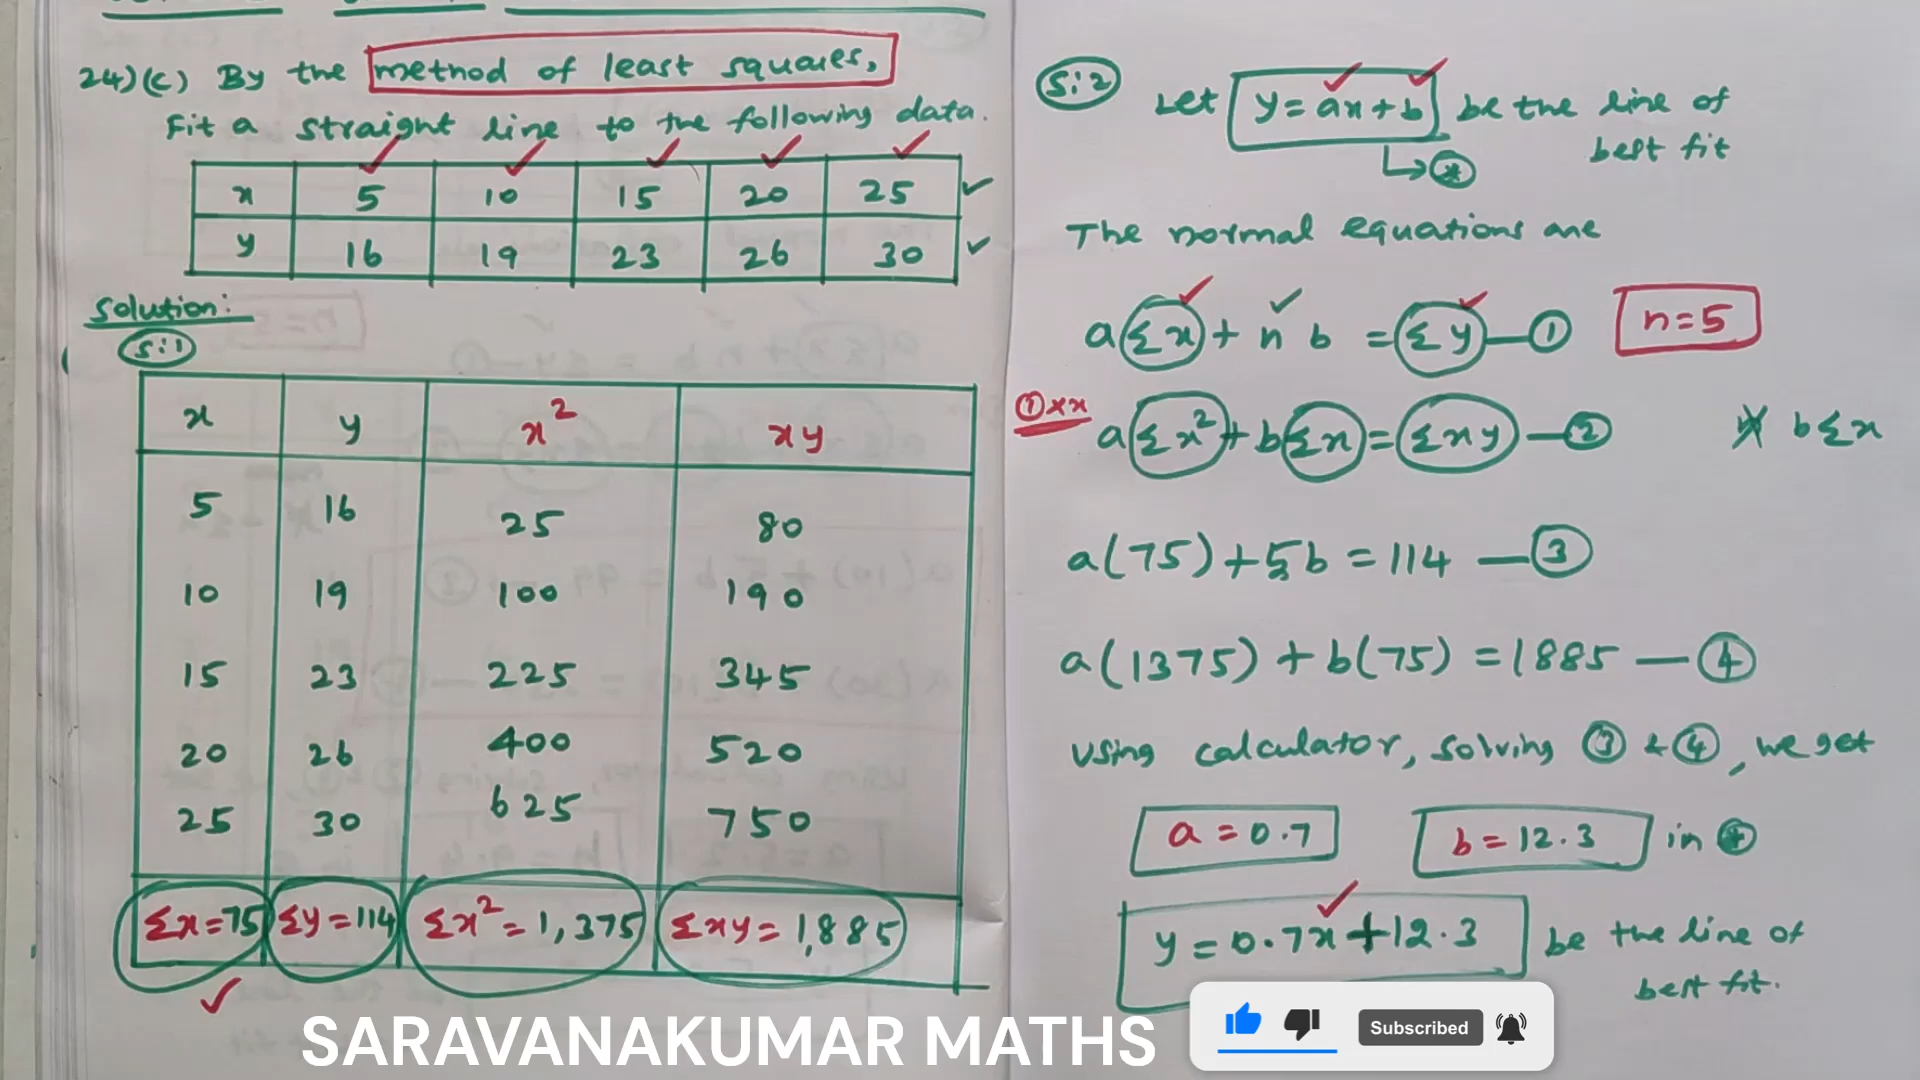 24)(c) By the method of least squares,
Fit a straight line to the following data.
x 5 10 15 20 25
y 16 19 23 26 30
Solution:
S:1
x y x² xy
5 16 25 80
10 19 100 190
15 23 225 345
20 26 400 520
25 30 625 750
Σx=75 Σy=114 Σx²=1,375 Σxy=1,885
S:2
Let y=ax+b be the line of
best fit
The normal equations are
aΣx + nb = Σy — ① n=5
①×x
aΣx² + bΣx = Σxy — ② bΣx
a(75)+5b=114 — ③
a(1375)+b(75)=1885 — ④
Using calculator, solving ③ & ④, we get
a=0.7 b=12.3 in
y=0.7x+12.3 be the line of
best fit.
SARAVANAKUMAR MATHS
Subscribed